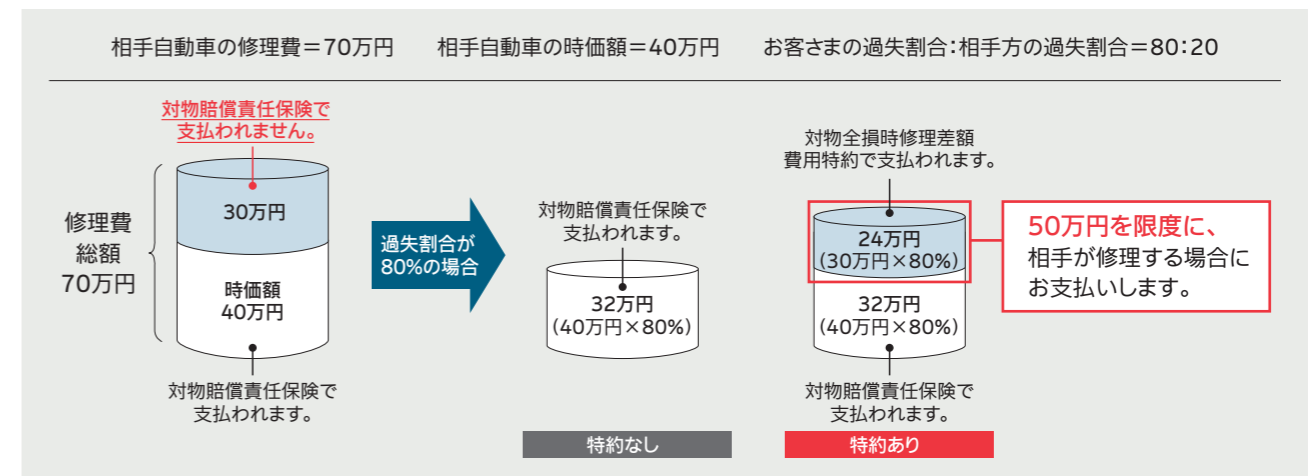 相手自動車の修理費＝70万円　相手自動車の時価額＝40万円　お客さまの過失割合：相手方の過失割合＝80：20
対物賠償責任保険で
支払われません。
修理費
総額
70万円
30万円
時価額
40万円
対物賠償責任保険で
支払われます。
過失割合が
80%の場合
対物賠償責任保険で
支払われます。
32万円
(40万円×80%)
特約なし
対物全損時修理差額
費用特約で支払われます。
24万円
(30万円×80%)
32万円
(40万円×80%)
対物賠償責任保険で
支払われます。
特約あり
50万円を限度に、
相手が修理する場合に
お支払いします。